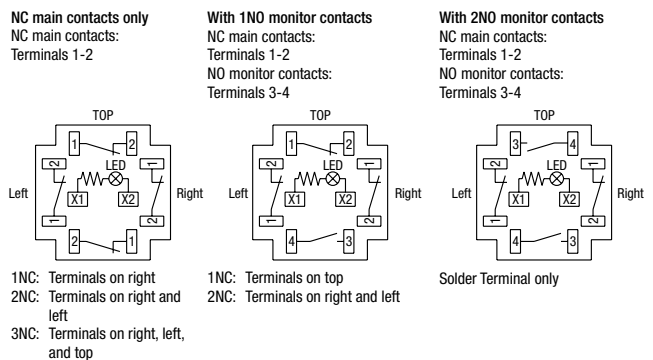 NC main contacts only
NC main contacts:
Terminals 1-2
With 1NO monitor contacts
NC main contacts:
Terminals 1-2
NO monitor contacts:
Terminals 3-4
With 2NO monitor contacts
NC main contacts:
Terminals 1-2
NO monitor contacts:
Terminals 3-4
TOP
1 2
2 LED 1
Left X1 X2 Right
1 2
2 1
TOP
1 2
2 LED 1
Left X1 X2 Right
1 2
4 3
TOP
3 4
2 LED 1
Left X1 X2 Right
1 2
4 3
1NC: Terminals on right
2NC: Terminals on right and
left
3NC: Terminals on right, left,
and top
1NC: Terminals on top
2NC: Terminals on right and left
Solder Terminal only